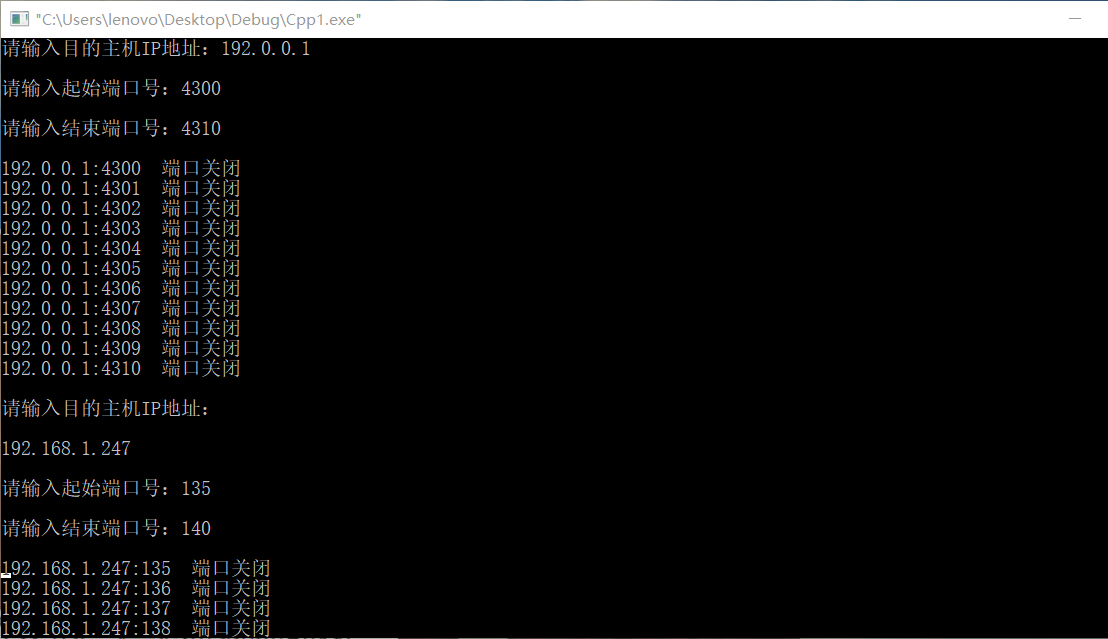 "C:\Users\lenovo\Desktop\Debug\Cpp1.exe"
请输入目的主机IP地址: 192.0.0.1
请输入起始端口号: 4300
请输入结束端口号: 4310
192.0.0.1:4300  端口关闭
192.0.0.1:4301  端口关闭
192.0.0.1:4302  端口关闭
192.0.0.1:4303  端口关闭
192.0.0.1:4304  端口关闭
192.0.0.1:4305  端口关闭
192.0.0.1:4306  端口关闭
192.0.0.1:4307  端口关闭
192.0.0.1:4308  端口关闭
192.0.0.1:4309  端口关闭
192.0.0.1:4310  端口关闭
请输入目的主机IP地址:
192.168.1.247
请输入起始端口号: 135
请输入结束端口号: 140
192.168.1.247:135  端口关闭
192.168.1.247:136  端口关闭
192.168.1.247:137  端口关闭
192.168.1.247:138  端口关闭